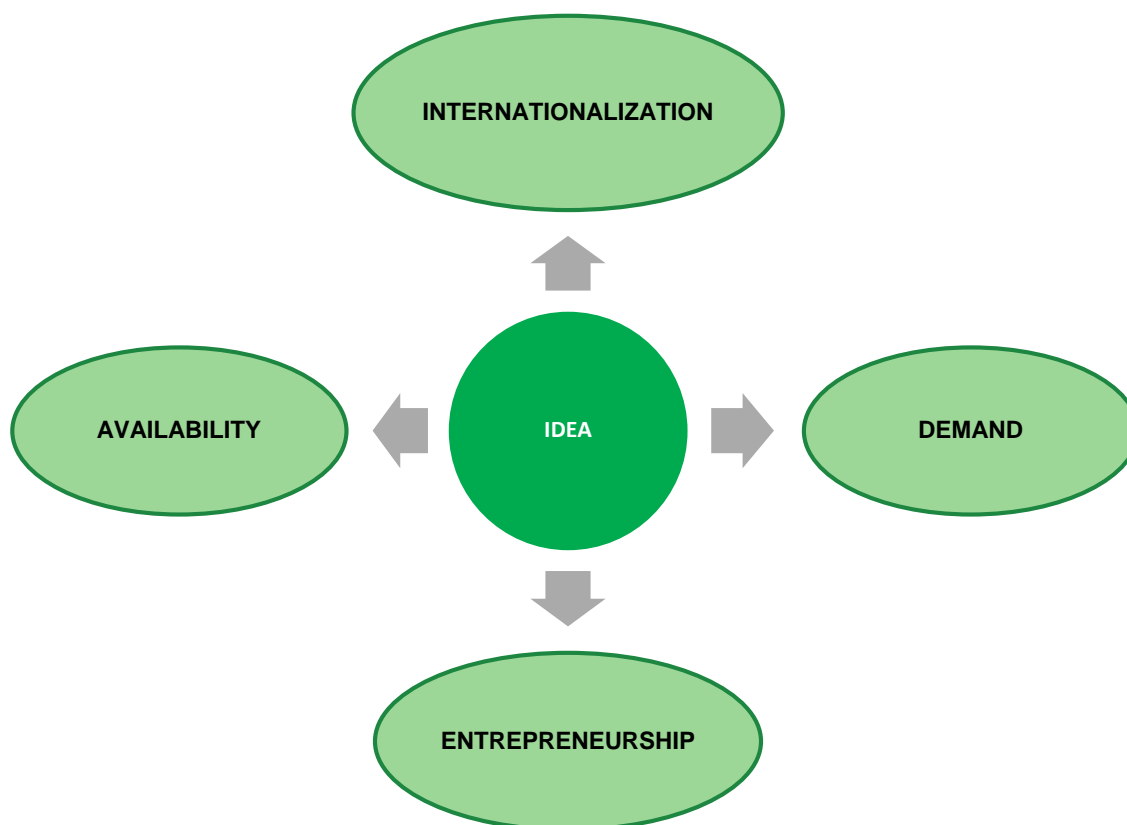 INTERNATIONALIZATION
AVAILABILITY
IDEA
DEMAND
ENTREPRENEURSHIP